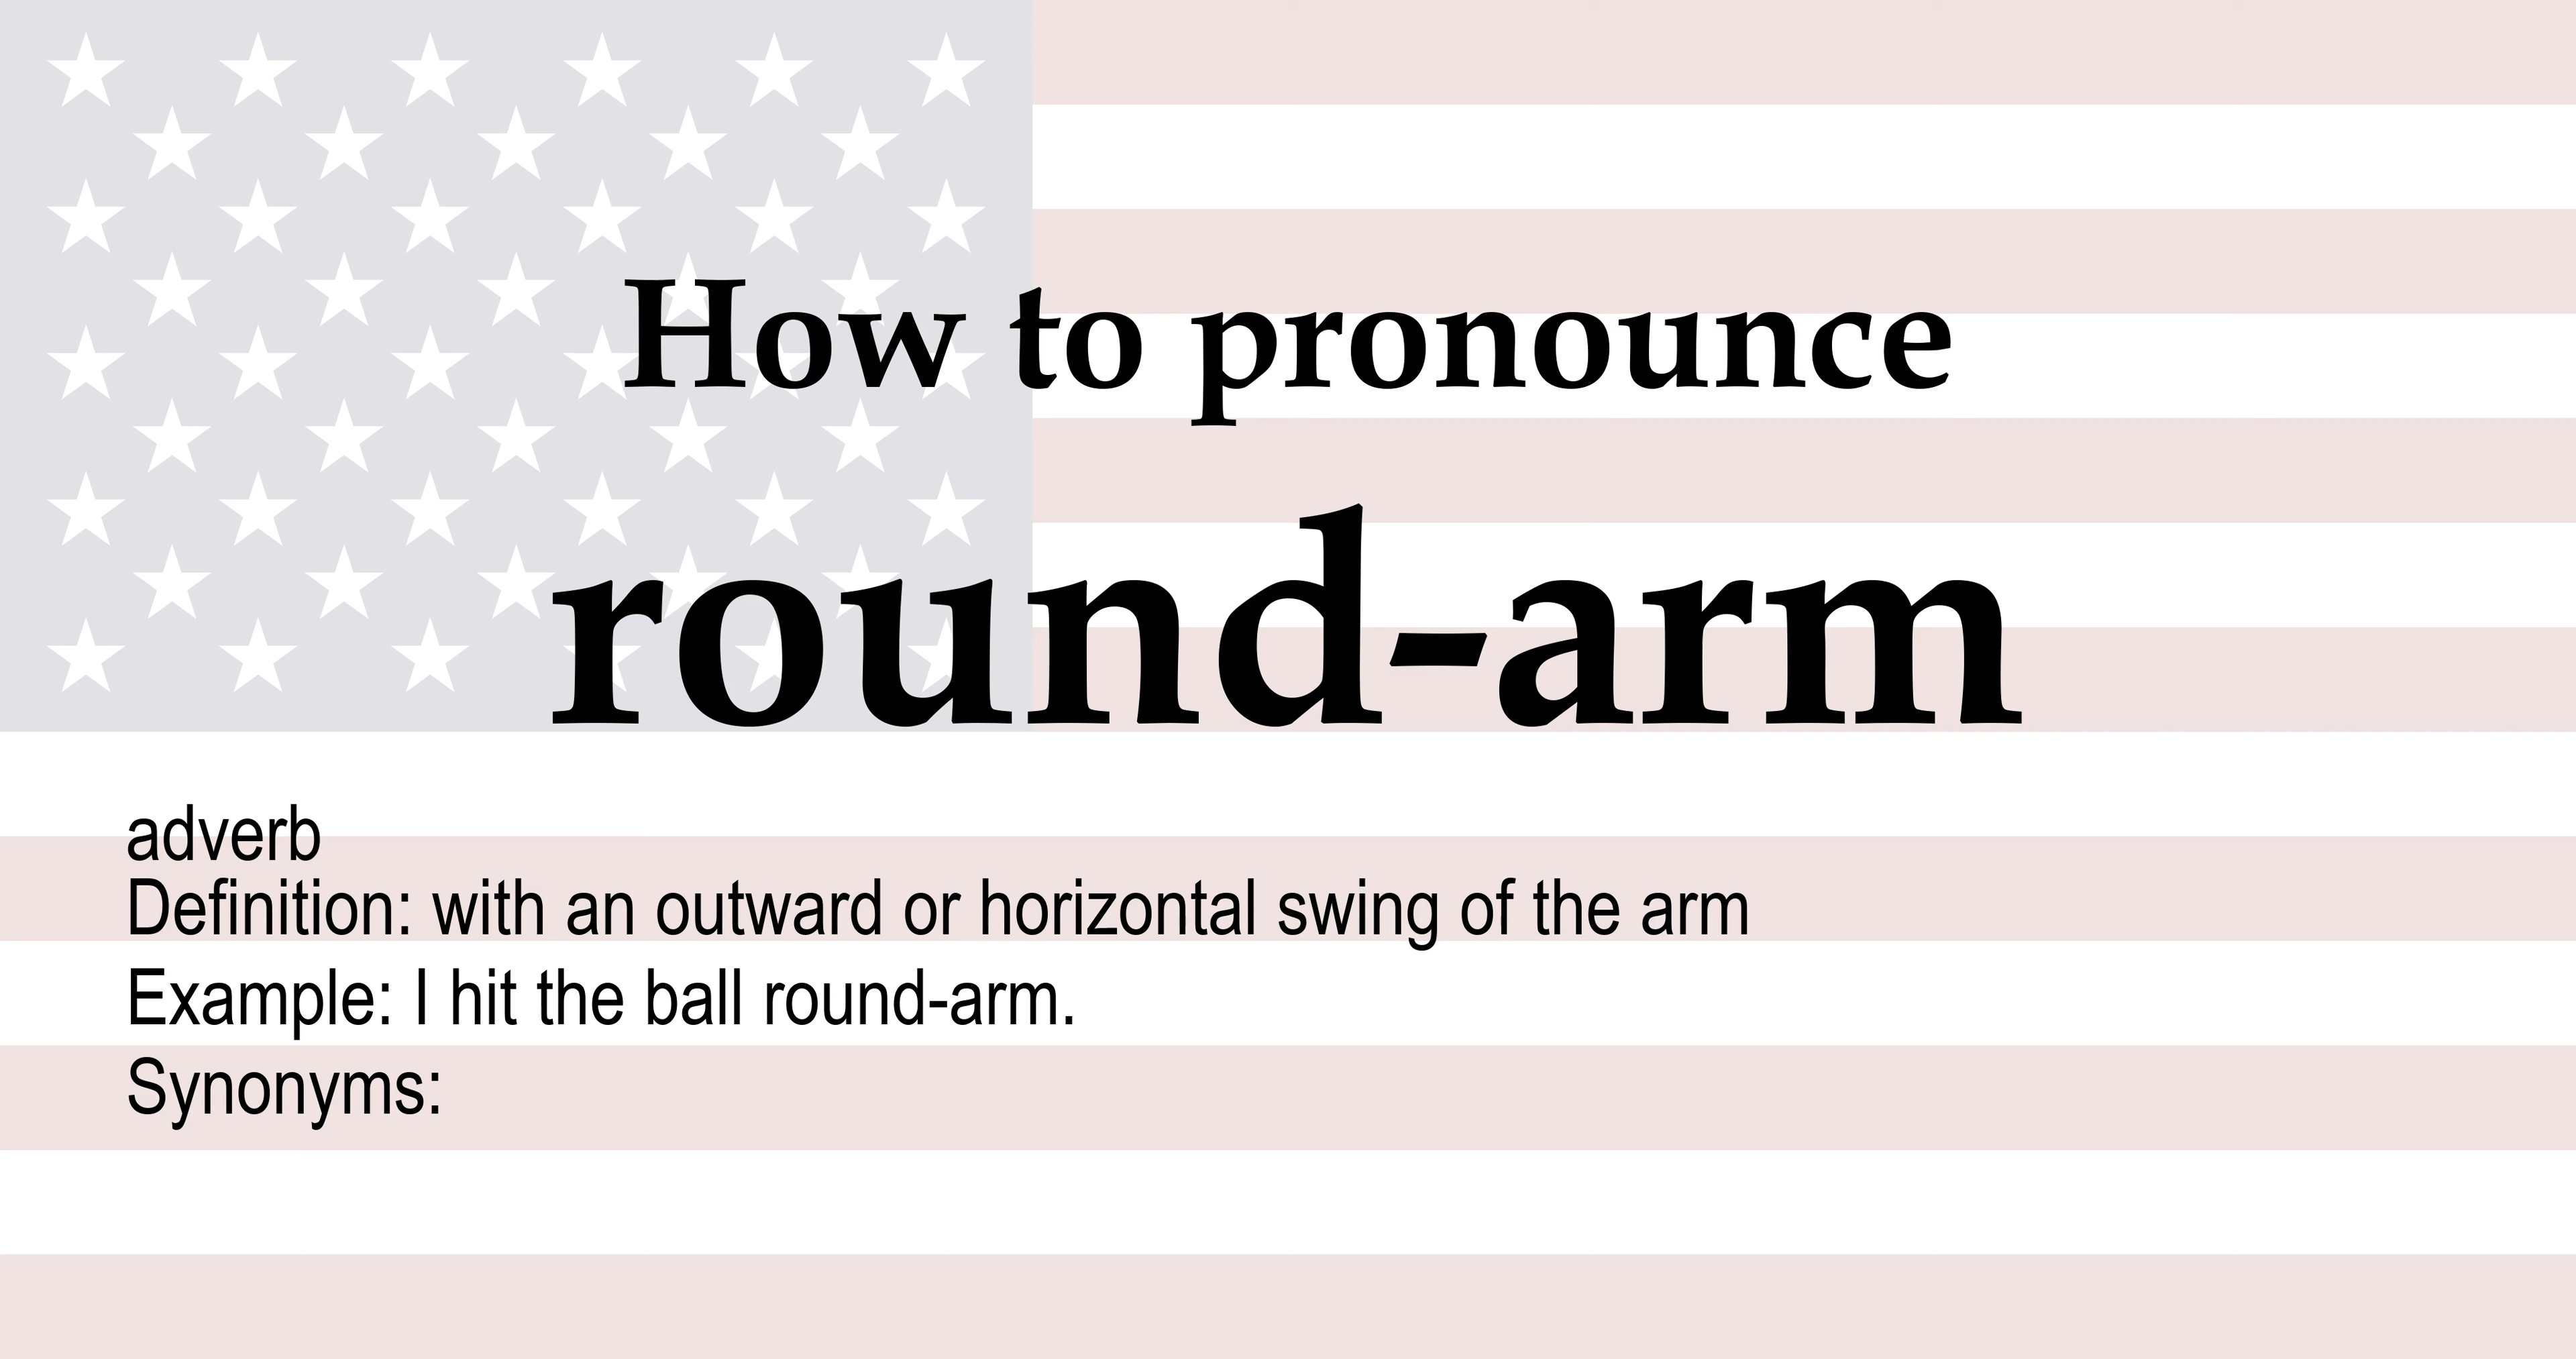 How to pronounce
round-arm
adverb
Definition: with an outward or horizontal swing of the arm
Example: I hit the ball round-arm.
Synonyms: